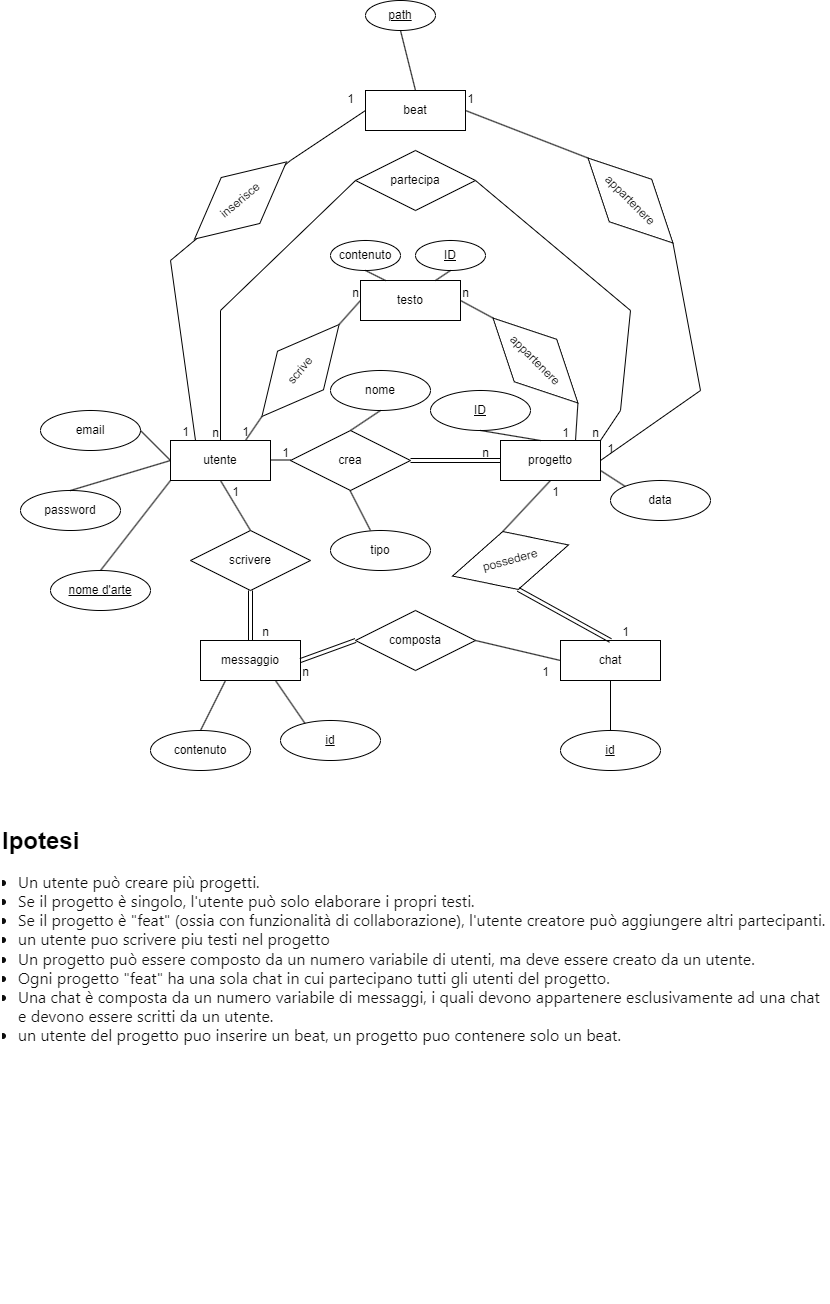 path
1
beat
1
inserisce
partecipa
appartenere
contenuto
ID
n
testo
n
scrive
appartenere
nome
email
ID
1
n
1
1
n
1
utente
1
crea
n
progetto
password
1
1
data
nome d'arte
scrivere
tipo
possedere
n
composta
1
messaggio
n
1
chat
contenuto
id
id
Ipotesi
Un utente può creare più progetti.
Se il progetto è singolo, l'utente può solo elaborare i propri testi.
Se il progetto è "feat" (ossia con funzionalità di collaborazione), l'utente creatore può aggiungere altri partecipanti.
un utente puo scrivere piu testi nel progetto
Un progetto può essere composto da un numero variabile di utenti, ma deve essere creato da un utente.
Ogni progetto "feat" ha una sola chat in cui partecipano tutti gli utenti del progetto.
Una chat è composta da un numero variabile di messaggi, i quali devono appartenere esclusivamente ad una chat
e devono essere scritti da un utente.
un utente del progetto puo inserire un beat, un progetto puo contenere solo un beat.